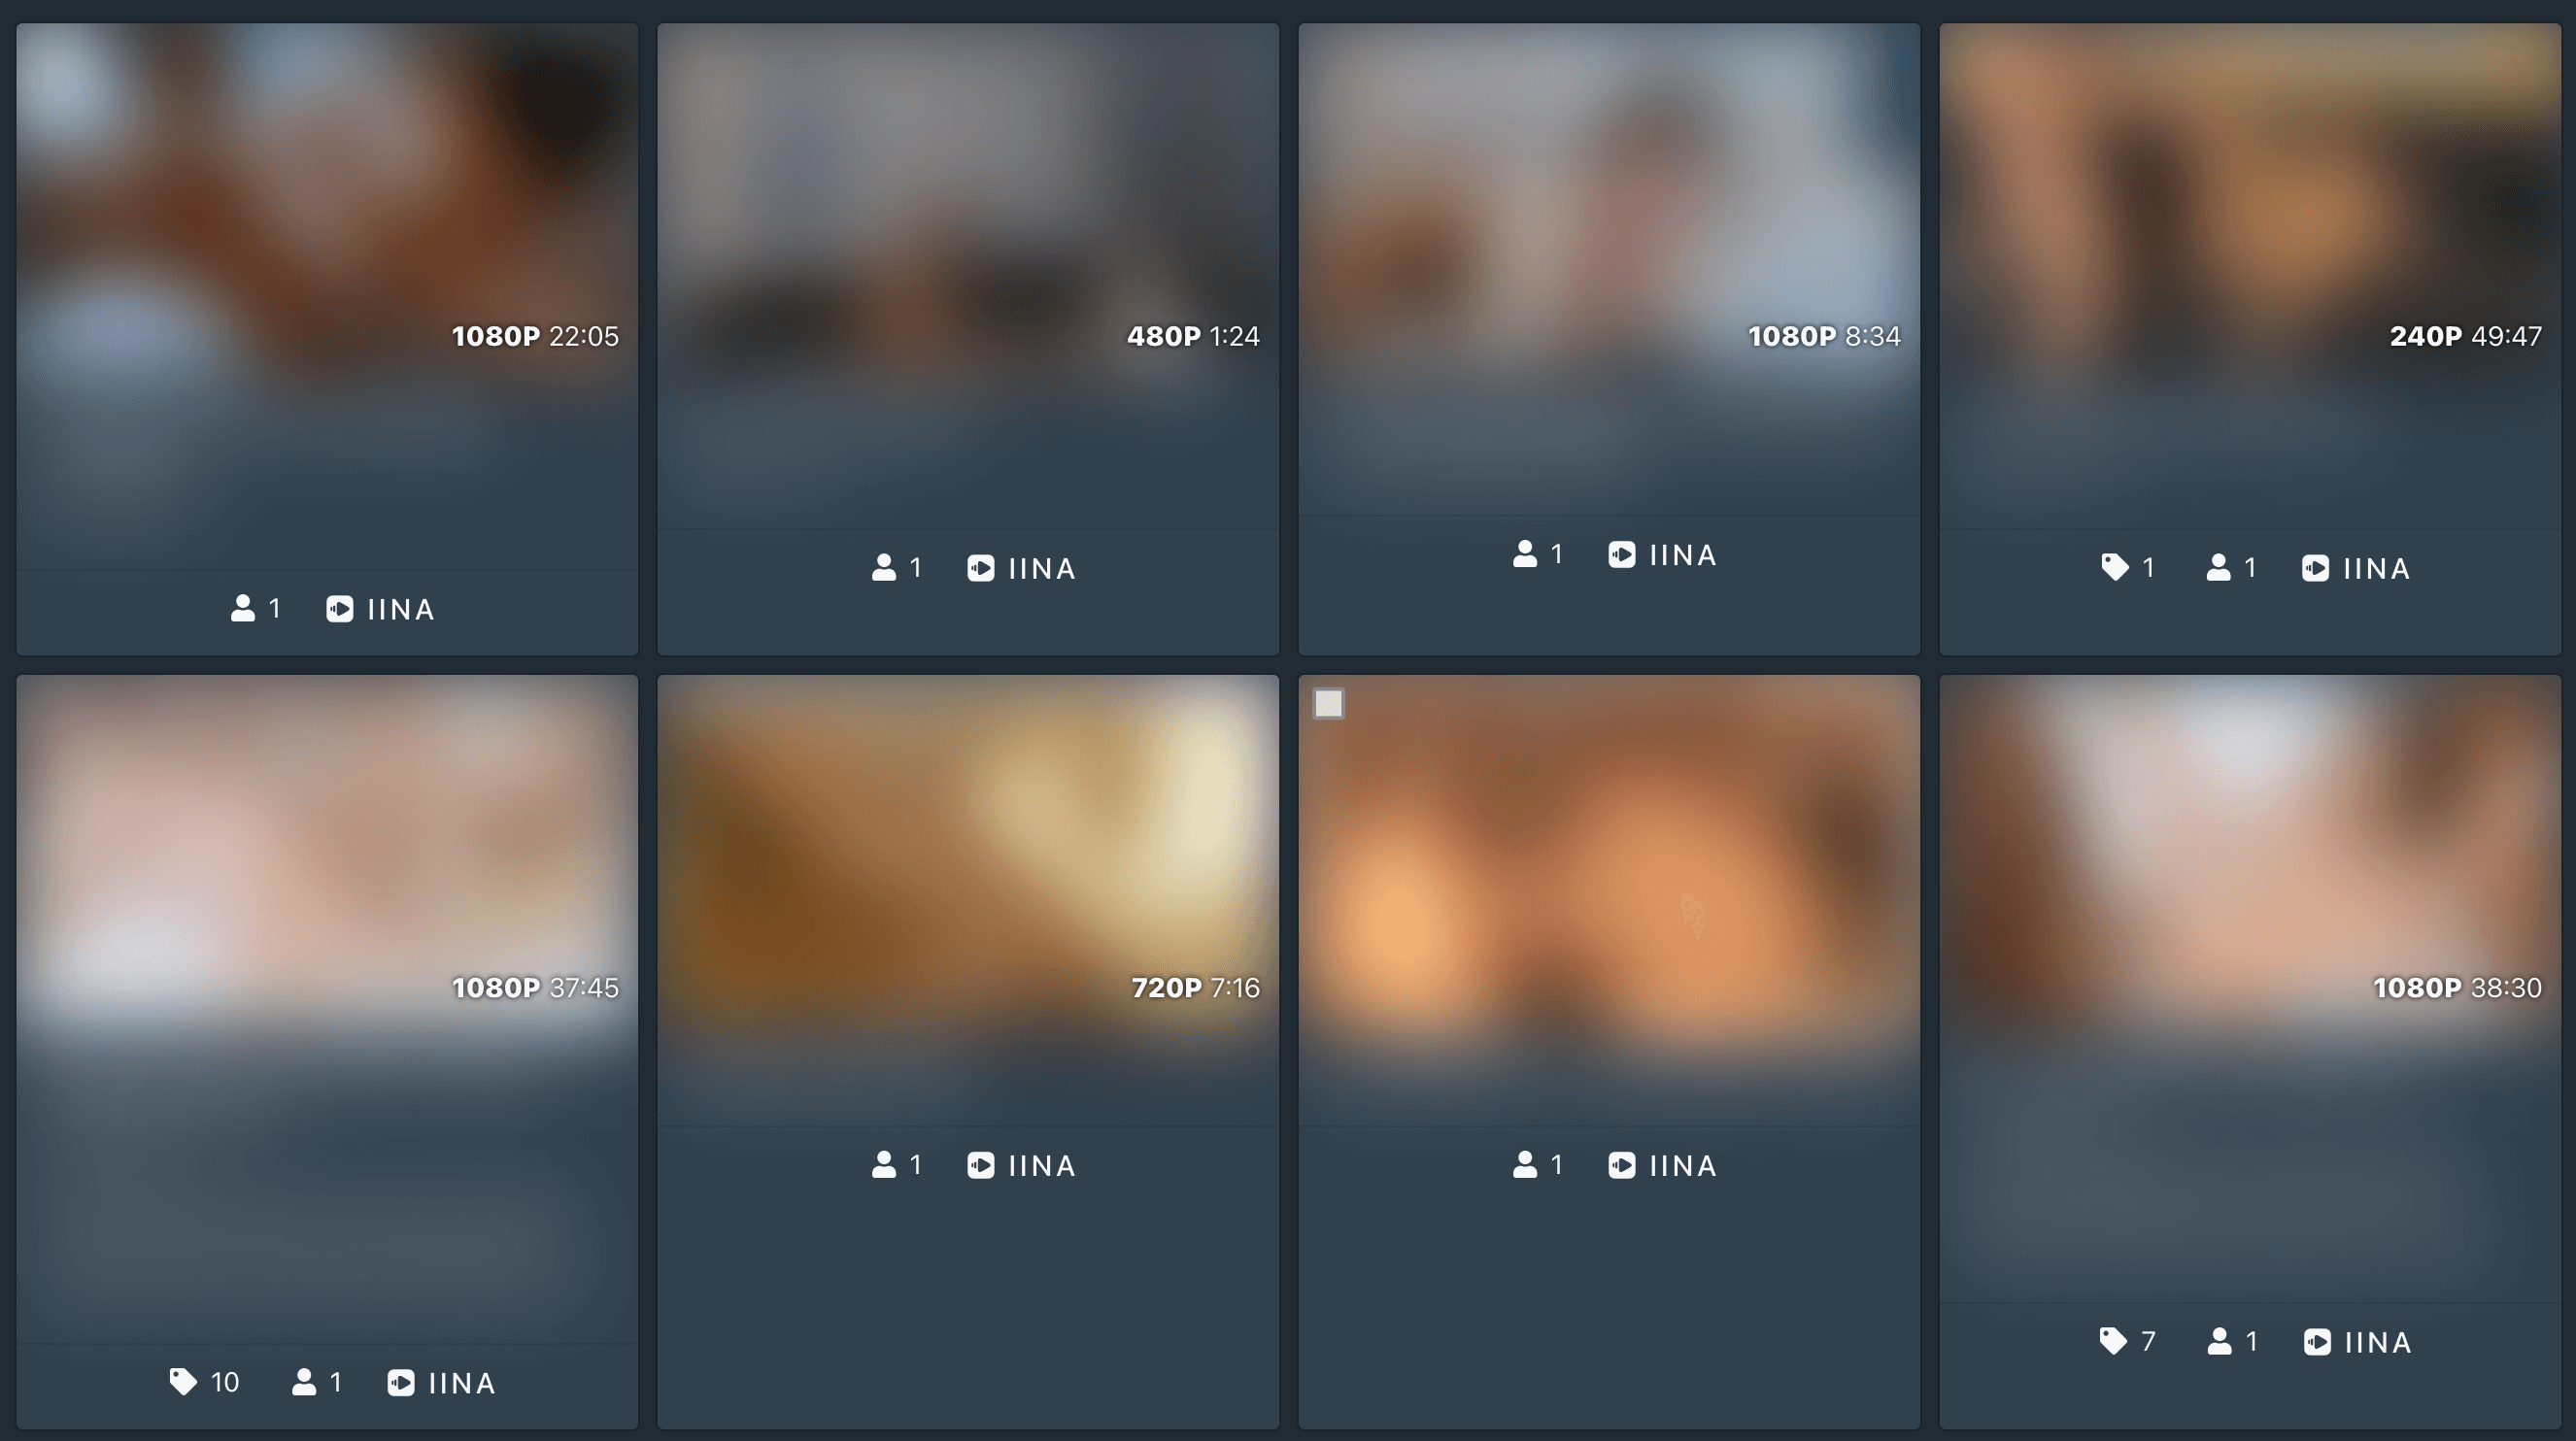 1080P 22:05
480P 1:24
1080P 8:34
240P 49:47
1 IINA
1 IINA
1 IINA
1 1 IINA
1080P 37:45
720P 7:16
1080P 38:30
10 1 IINA
1 IINA
1 IINA
7 1 IINA